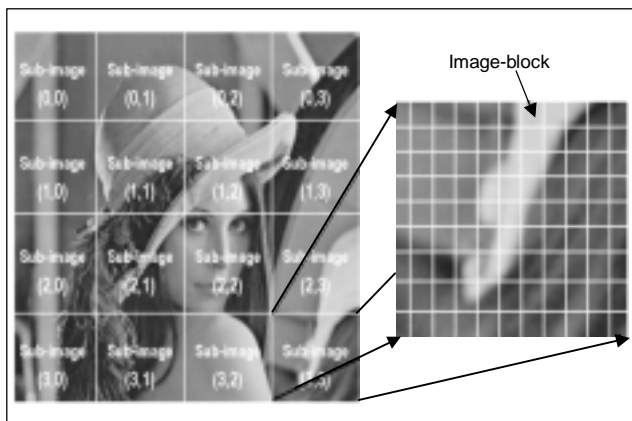 Image-block
Sub-image Sub-image Sub-image Sub-image
(0,0) (0,1) (0,2) (0,3)
Sub-image Sub-image Sub-image Sub-image
(1,0) (1,1) (1,2) (1,3)
Sub-image Sub-image Sub-image Sub-image
(2,0) (2,1) (2,2) (2,3)
Sub-image Sub-image Sub-image Sub-image
(3,0) (3,1) (3,2) (3,3)